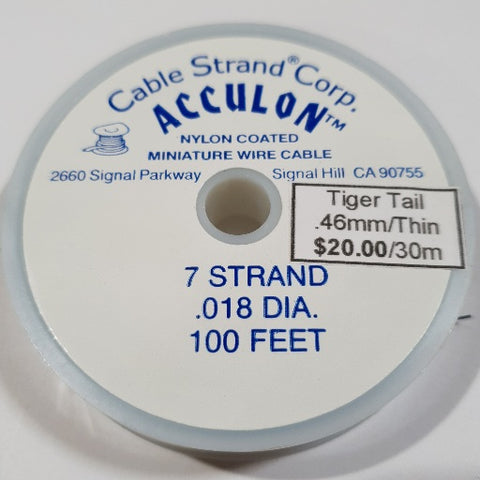 Cable Strand® Corp.
ACCULON™
NYLON COATED
MINIATURE WIRE CABLE
2660 Signal Parkway Signal Hill CA 90755
Tiger Tail
.46mm/Thin
$20.00/30m
7 STRAND
.018 DIA.
100 FEET